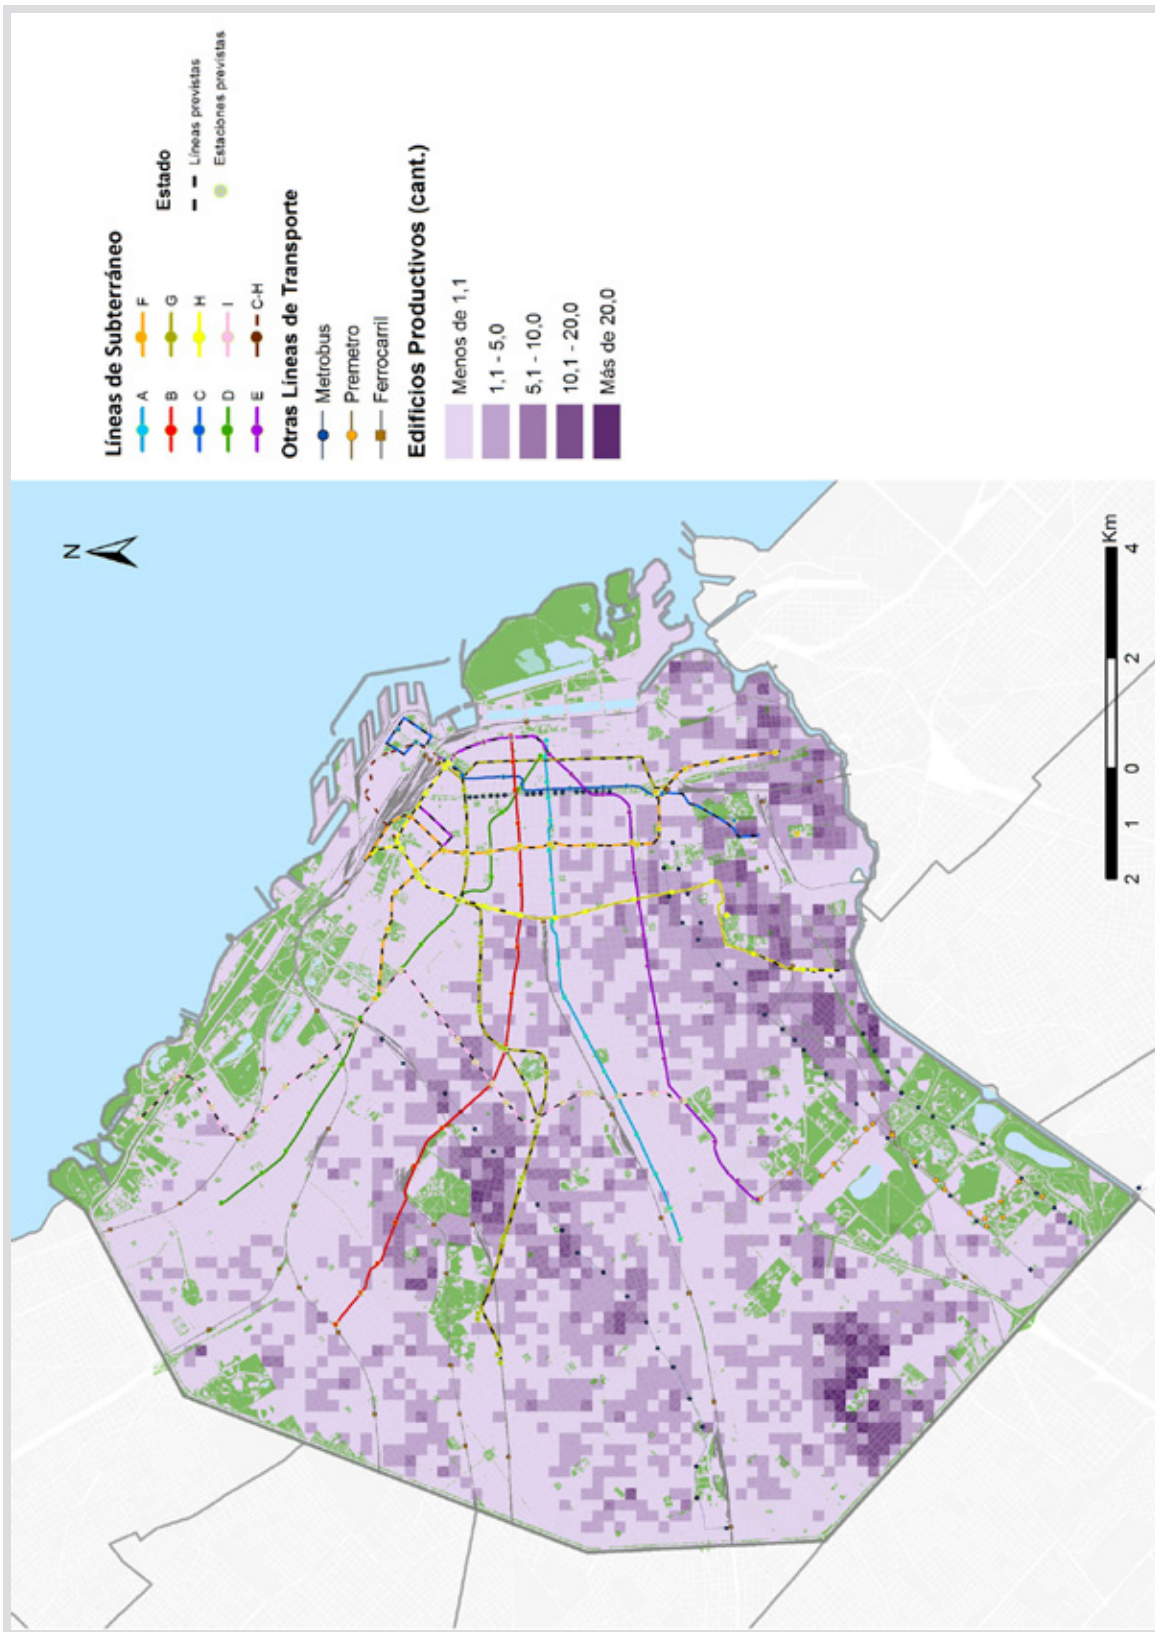 Líneas de Subterráneo
A
B
C
D
E
F
G
H
I
C-H
Estado
Líneas previstas
Estaciones previstas
Otras Líneas de Transporte
Metrobus
Premetro
Ferrocarril
Edificios Productivos (cant.)
Menos de 1,1
1,1 - 5,0
5,1 - 10,0
10,1 - 20,0
Más de 20,0
N
2 1 0 2 4
Km